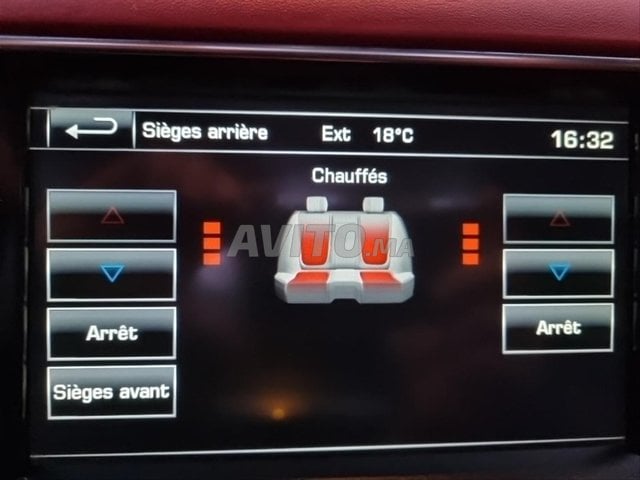 Sièges arrière Ext 18°C 16:32
Chauffés
AVITO.MA
Arrêt Arrêt
Sièges avant